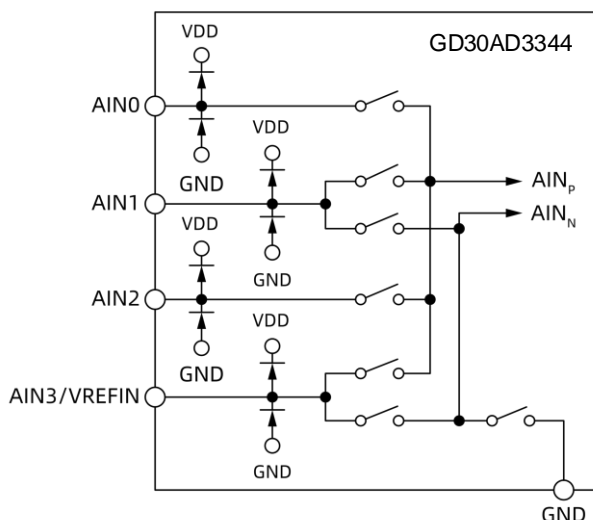 GD30AD3344
VDD
AIN0
GND
VDD
AIN1
AINP
AINN
GND
VDD
AIN2
GND
VDD
AIN3/VREFIN
GND
GND